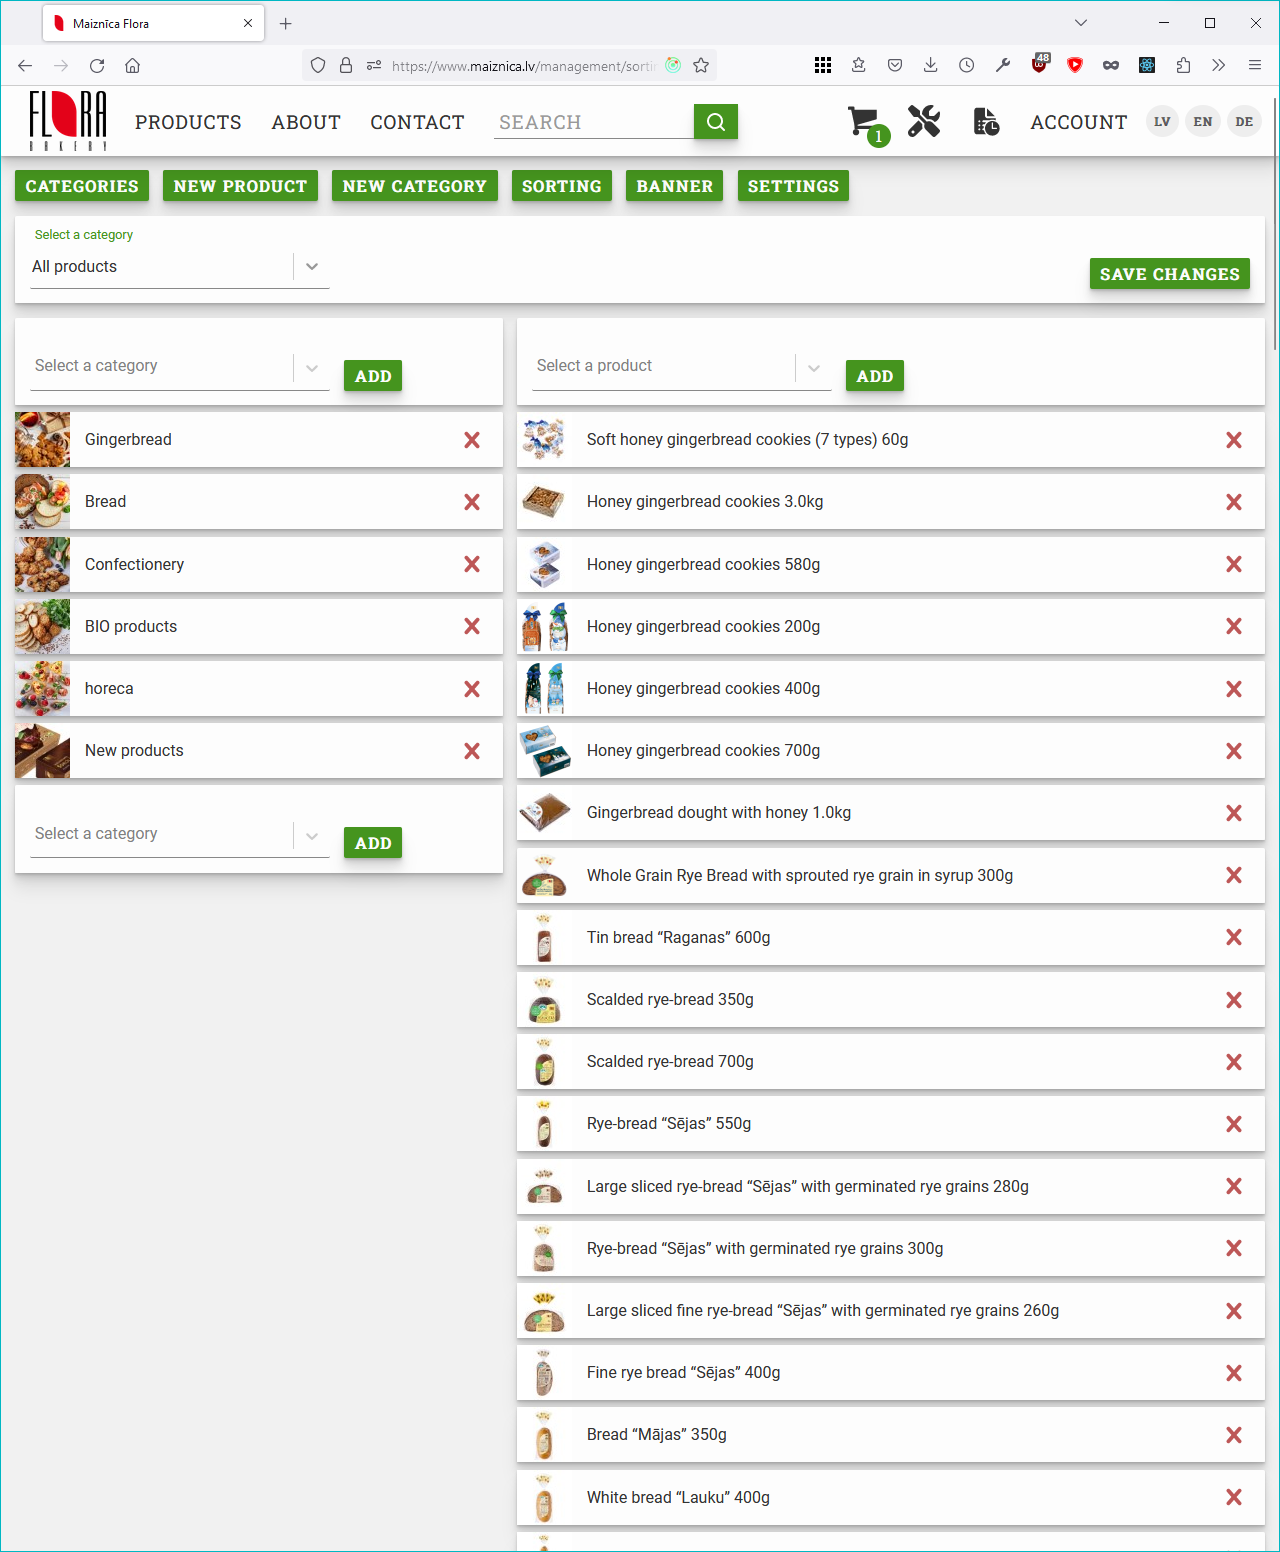 Maiznīca Flora
https://www.maiznica.lv/management/sortin
48
FLORA
BAKERY
PRODUCTS
ABOUT
CONTACT
SEARCH
1
ACCOUNT
LV
EN
DE
CATEGORIES
NEW PRODUCT
NEW CATEGORY
SORTING
BANNER
SETTINGS
Select a category
All products
SAVE CHANGES
Select a category
ADD
Gingerbread
Bread
Confectionery
BIO products
horeca
New products
Select a category
ADD
Select a product
ADD
Soft honey gingerbread cookies (7 types) 60g
Honey gingerbread cookies 3.0kg
Honey gingerbread cookies 580g
Honey gingerbread cookies 200g
Honey gingerbread cookies 400g
Honey gingerbread cookies 700g
Gingerbread dought with honey 1.0kg
Whole Grain Rye Bread with sprouted rye grain in syrup 300g
Tin bread “Raganas” 600g
Scalded rye-bread 350g
Scalded rye-bread 700g
Rye-bread “Sējas” 550g
Large sliced rye-bread “Sējas” with germinated rye grains 280g
Rye-bread “Sējas” with germinated rye grains 300g
Large sliced fine rye-bread “Sējas” with germinated rye grains 260g
Fine rye bread “Sējas” 400g
Bread “Mājas” 350g
White bread “Lauku” 400g